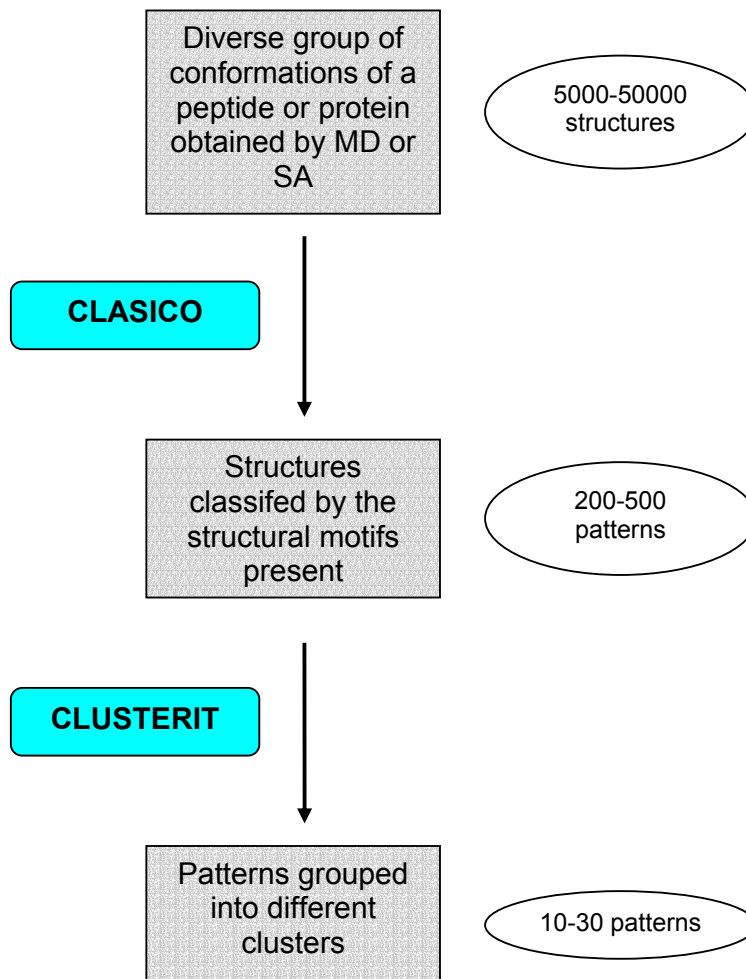 Diverse group of
conformations of a
peptide or protein
obtained by MD or
SA
5000-50000
structures
CLASICO
Structures
classifed by the
structural motifs
present
200-500
patterns
CLUSTERIT
Patterns grouped
into different
clusters
10-30 patterns